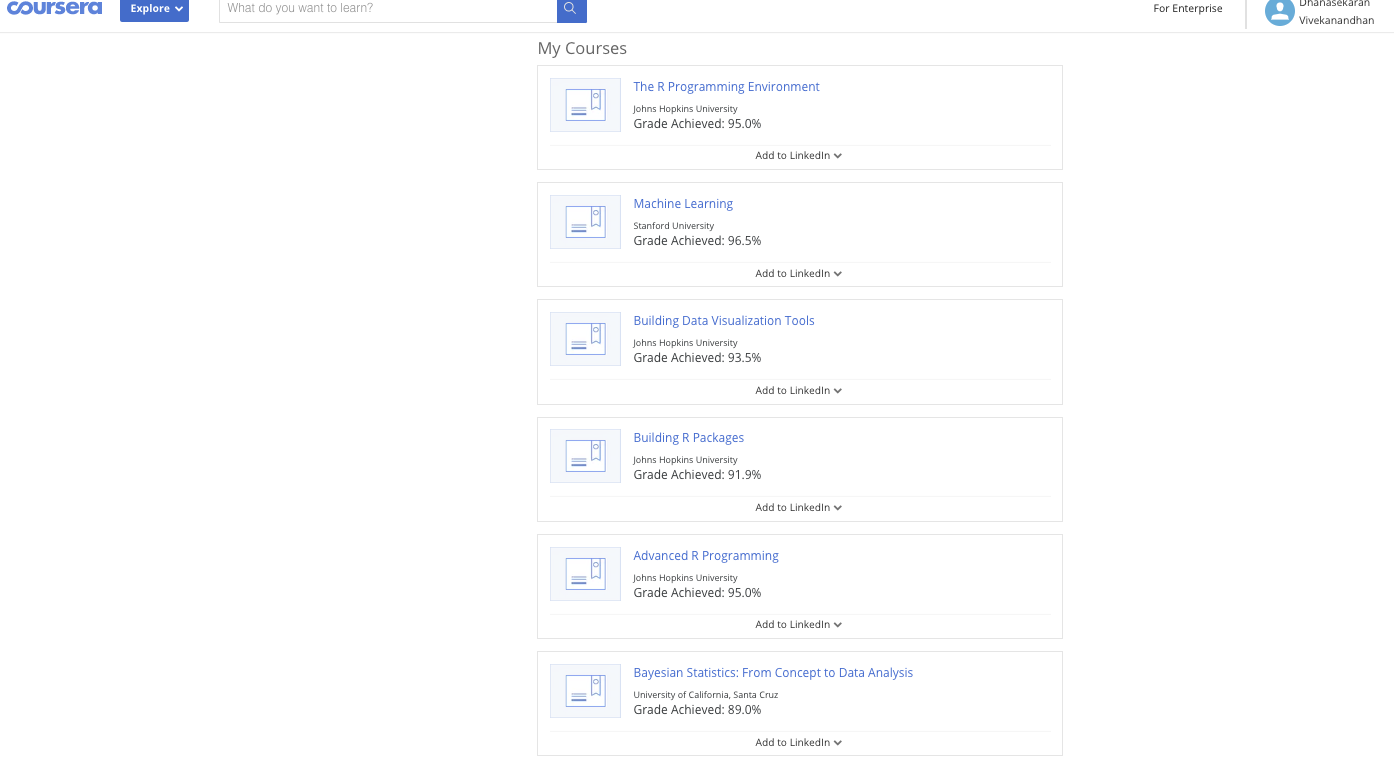 coursera
Explore
What do you want to learn?
For Enterprise
Dhanasekaran
Vivekanandhan
My Courses
The R Programming Environment
Johns Hopkins University
Grade Achieved: 95.0%
Add to LinkedIn
Machine Learning
Stanford University
Grade Achieved: 96.5%
Add to LinkedIn
Building Data Visualization Tools
Johns Hopkins University
Grade Achieved: 93.5%
Add to LinkedIn
Building R Packages
Johns Hopkins University
Grade Achieved: 91.9%
Add to LinkedIn
Advanced R Programming
Johns Hopkins University
Grade Achieved: 95.0%
Add to LinkedIn
Bayesian Statistics: From Concept to Data Analysis
University of California, Santa Cruz
Grade Achieved: 89.0%
Add to LinkedIn